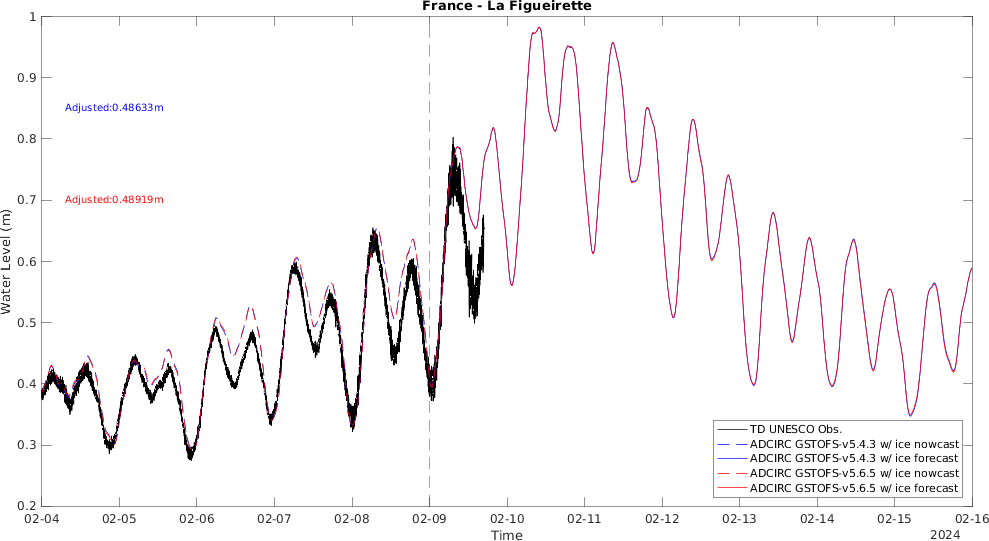 France - La Figueirette
Water Level (m)
1
0.9
0.8
0.7
0.6
0.5
0.4
0.3
0.2
Adjusted:0.48633m
Adjusted:0.48919m
TD UNESCO Obs.
ADCIRC GSTOFS-v5.4.3 w/ ice nowcast
ADCIRC GSTOFS-v5.4.3 w/ ice forecast
ADCIRC GSTOFS-v5.6.5 w/ ice nowcast
ADCIRC GSTOFS-v5.6.5 w/ ice forecast
02-04 02-05 02-06 02-07 02-08 02-09 02-10 02-11 02-12 02-13 02-14 02-15 02-16
Time
2024